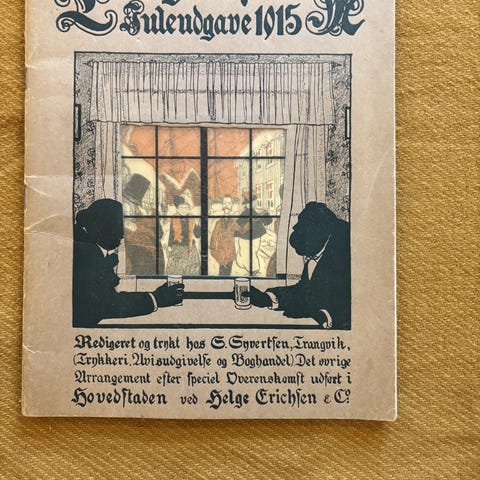 Juleudgave 1915
Redigeret og trykt hos S. Syvertsen, Trangvik,
(Trykkeri, Avisudgivelse og Boghandel) Det øvrige
Arrangement efter speciel Overenskomst udført i
Hovedstaden ved Helge Erichsen & Co.